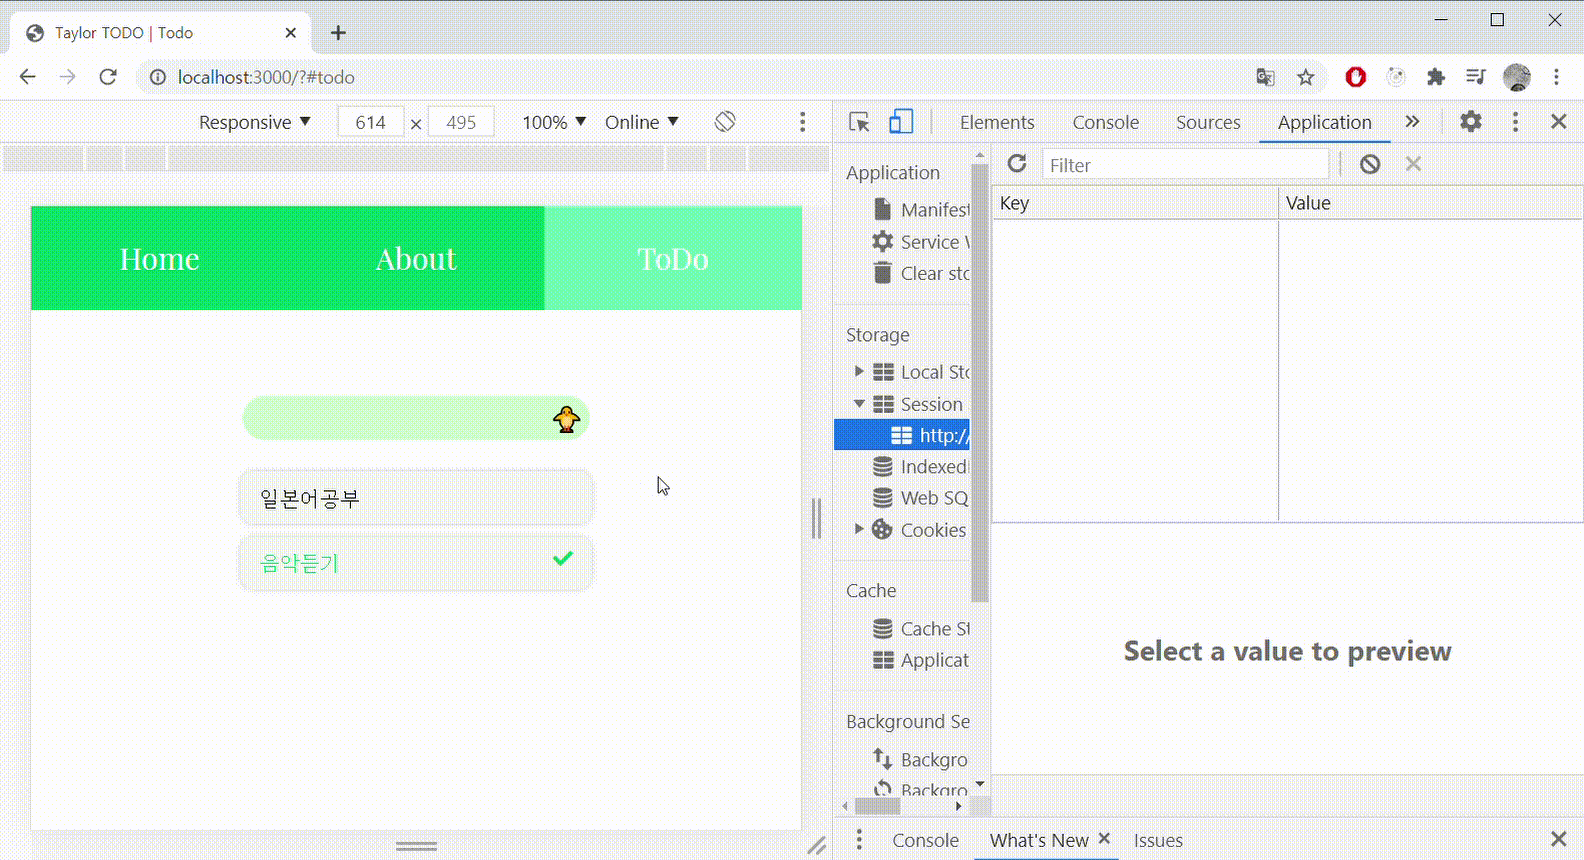 Taylor TODO | Todo
localhost:3000/?#todo
Responsive 614 × 495 100% Online
Elements Console Sources Application
Filter
Key Value
Application
Manifest
Service W
Clear sto
Storage
Local Sto
Session
http:/
Indexed
Web SQ
Cookies
Cache
Cache St
Applicat
Background Se
Backgro
Backgro
Home About ToDo
일본어공부
음악듣기
Select a value to preview
Console What's New Issues